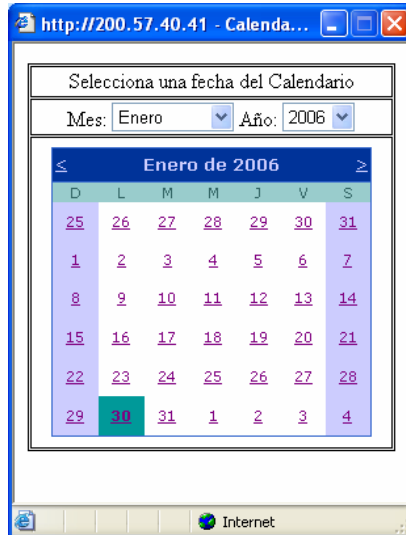 http://200.57.40.41 - Calenda...
Selecciona una fecha del Calendario
Mes: Enero Año: 2006
< Enero de 2006 >
D L M M J V S
25 26 27 28 29 30 31
1 2 3 4 5 6 7
8 9 10 11 12 13 14
15 16 17 18 19 20 21
22 23 24 25 26 27 28
29 30 31 1 2 3 4
Internet